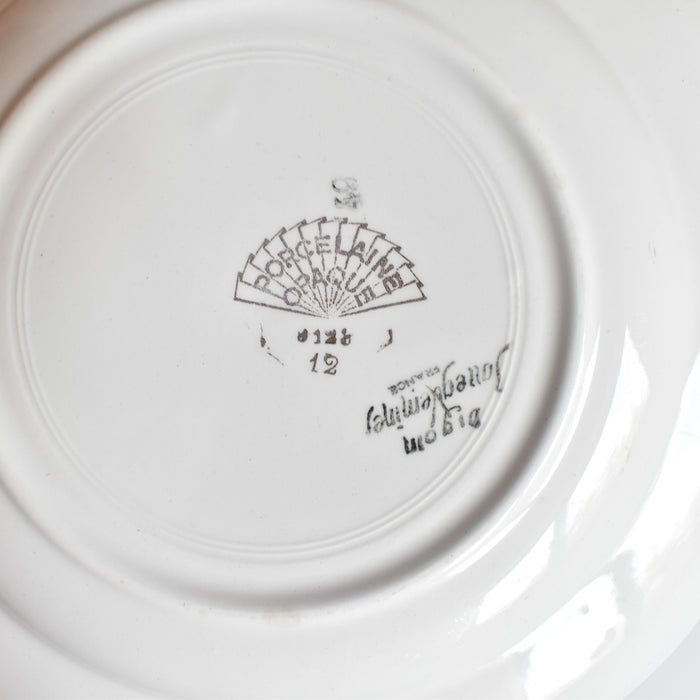 PORCELAINE
OPAQUE
12
Digoin
Sarreguemines
FRANCE